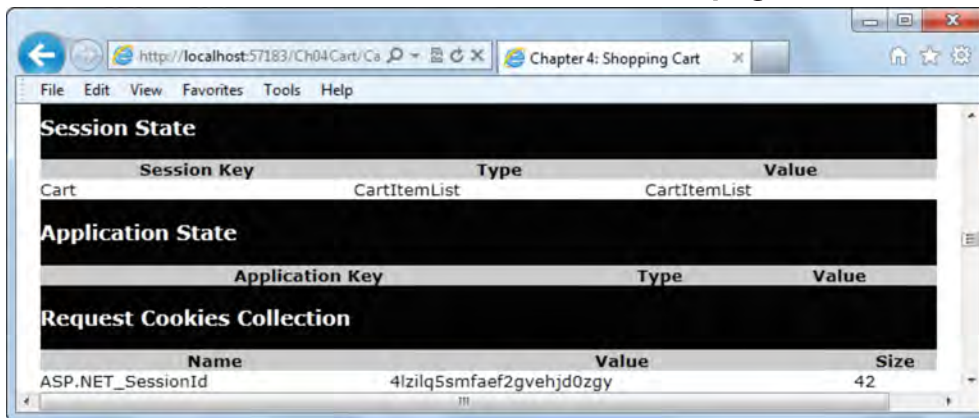 http://localhost:57183/Ch04Cart/Ca
Chapter 4: Shopping Cart
File Edit View Favorites Tools Help
Session State
Session Key Type Value
Cart CartItemList CartItemList
Application State
Application Key Type Value
Request Cookies Collection
Name Value Size
ASP.NET_SessionId 4lzilq5smfaef2gvehjd0zgy 42